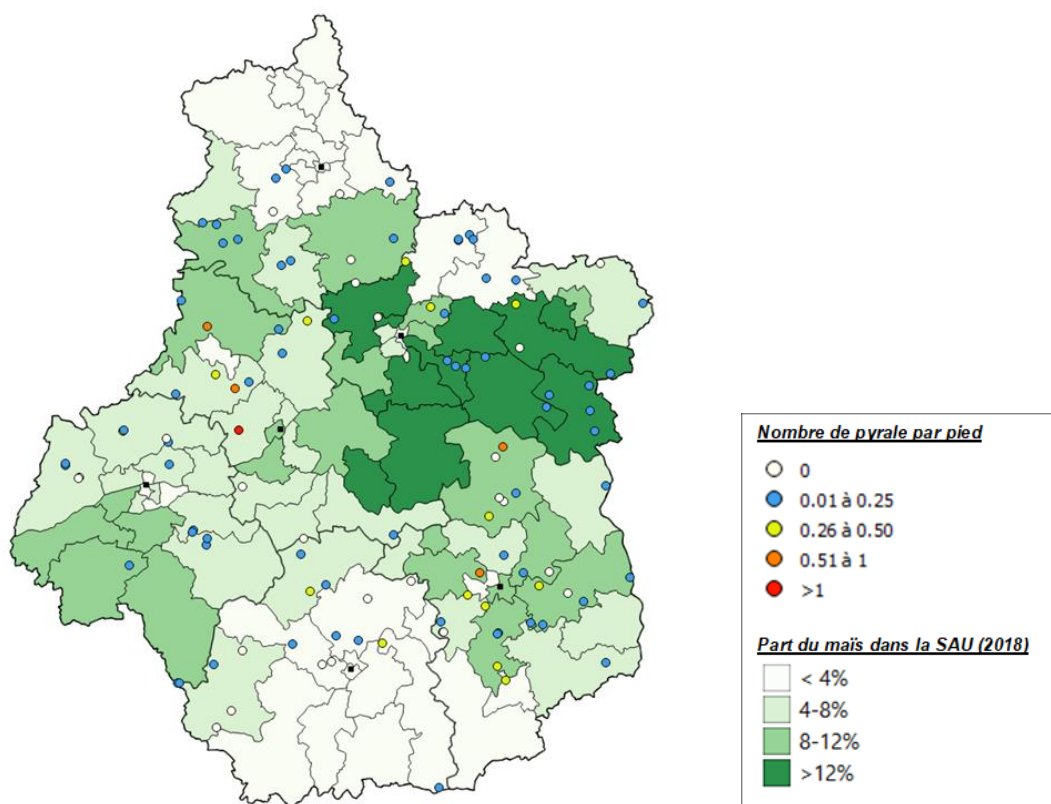 Nombre de pyrale par pied
0
0.01 à 0.25
0.26 à 0.50
0.51 à 1
>1
Part du maïs dans la SAU (2018)
< 4%
4-8%
8-12%
>12%